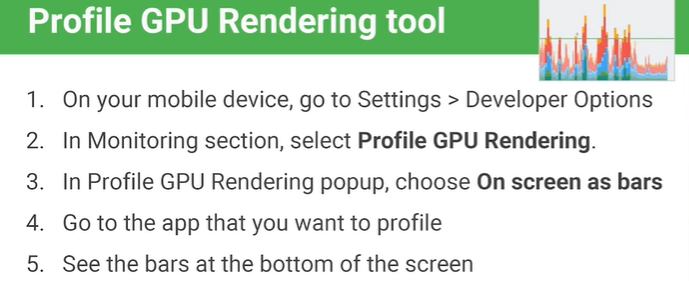 Profile GPU Rendering tool
1. On your mobile device, go to Settings > Developer Options
2. In Monitoring section, select Profile GPU Rendering.
3. In Profile GPU Rendering popup, choose On screen as bars
4. Go to the app that you want to profile
5. See the bars at the bottom of the screen